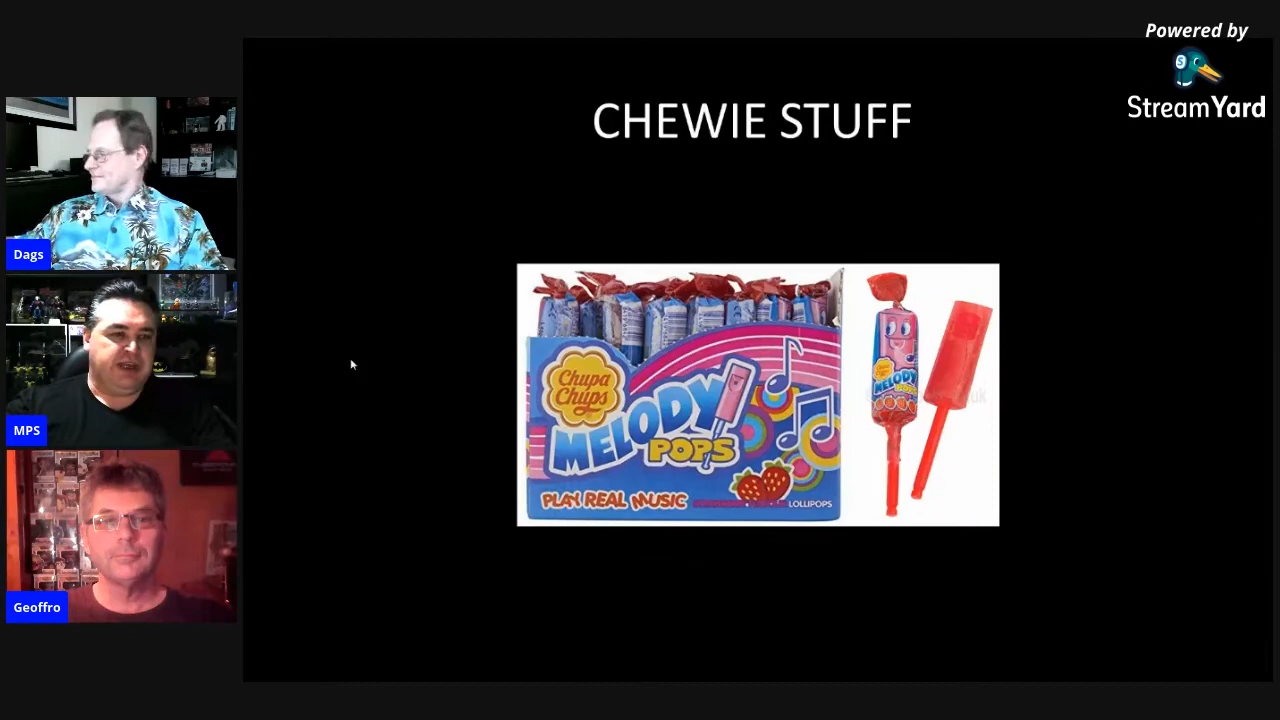 Powered by
StreamYard
CHEWIE STUFF
Dags
MPS
Geoffro
Chupa
Chups
MELODY
POPS
PLAY REAL MUSIC
LOLLIPOPS
MELODY